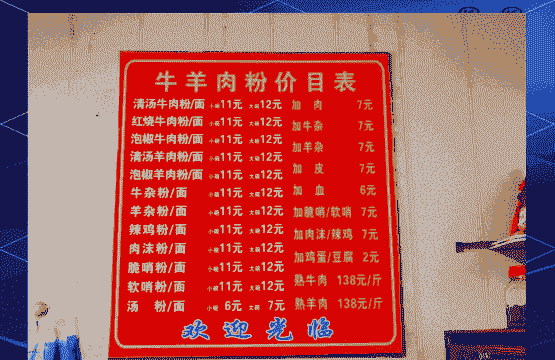 牛羊肉粉价目表
清汤牛肉粉/面 小碗11元 大碗12元 加 肉 7元
红烧牛肉粉/面 小碗11元 大碗12元 加牛杂 7元
泡椒牛肉粉/面 小碗11元 大碗12元 加羊杂 7元
清汤羊肉粉/面 小碗11元 大碗12元 加 皮 7元
泡椒羊肉粉/面 小碗11元 大碗12元 加 血 6元
牛杂粉/面 小碗11元 大碗12元 加脆哨/软哨 7元
羊杂粉/面 小碗11元 大碗12元 加肉沫/辣鸡 7元
辣鸡粉/面 小碗11元 大碗12元 加鸡蛋/豆腐 2元
肉沫粉/面 小碗11元 大碗12元 熟牛肉 138元/斤
脆哨粉/面 小碗11元 大碗12元 熟羊肉 138元/斤
软哨粉/面 小碗11元 大碗12元
汤 粉/面 小碗 6元 大碗 7元
欢迎光临